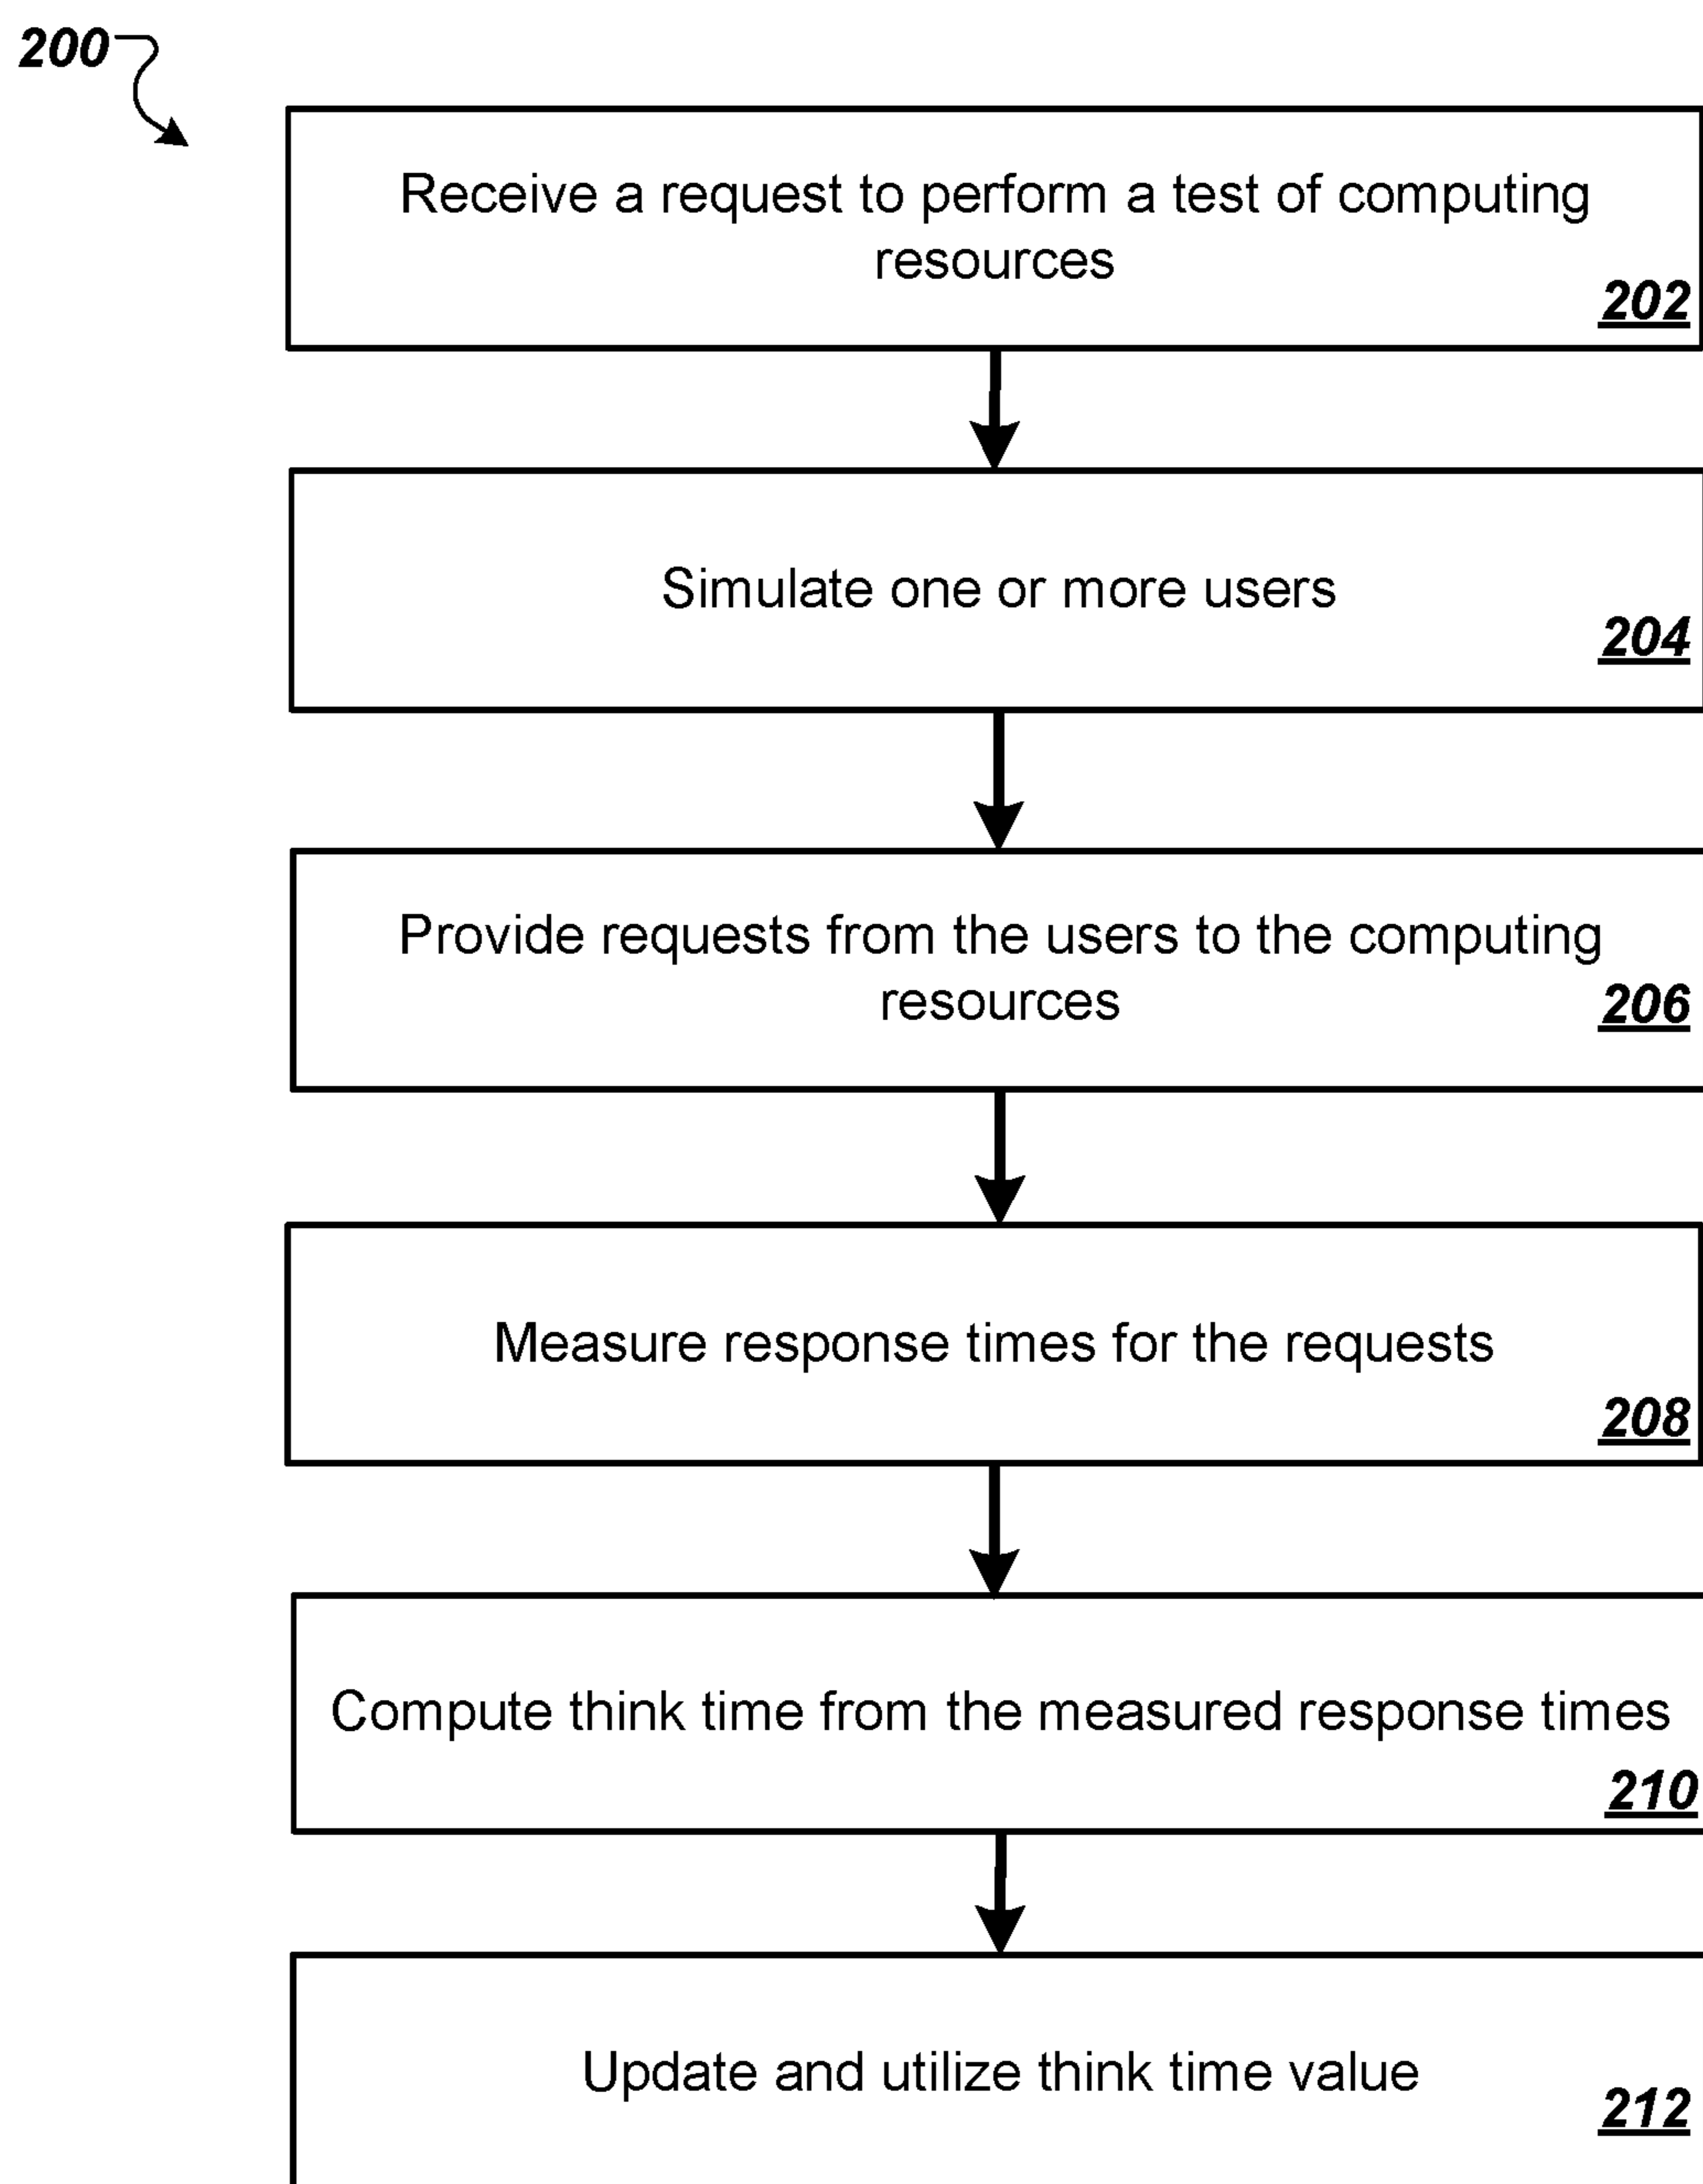 200
Receive a request to perform a test of computing
resources
202
Simulate one or more users
204
Provide requests from the users to the computing
resources
206
Measure response times for the requests
208
Compute think time from the measured response times
210
Update and utilize think time value
212